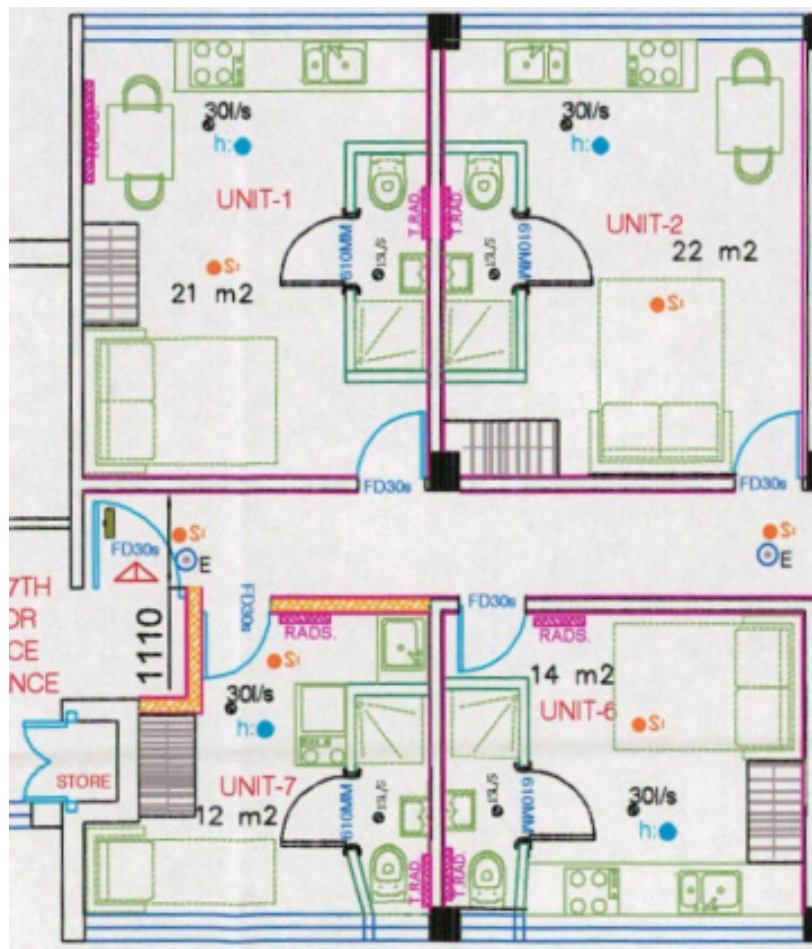 30l/s
30l/s
h:
h:
RADS.
UNIT-1
T.RAD.
T.RAD.
UNIT-2
610MM
610MM
22 m2
S:
21 m2
S:
FD30s
FD30s
S:
S:
FD30s
E
E
7TH
OR
CE
NCE
1110
FD30s
FD30s
RADS.
RADS.
S:
14 m2
30l/s
UNIT-6
S:
h:
STORE
UNIT-7
30l/s
12 m2
610MM
610MM
h:
T.RAD.
T.RAD.